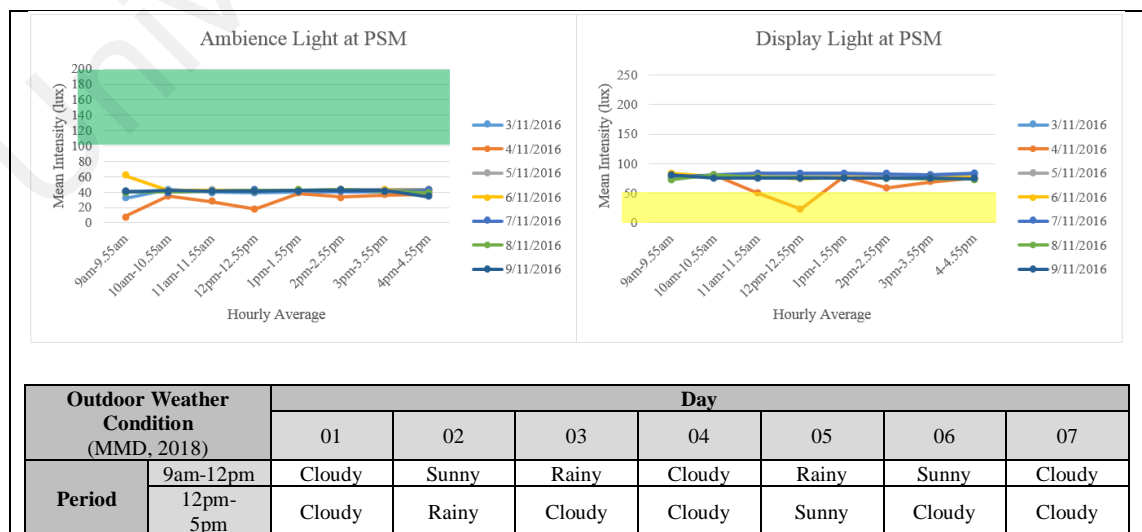 Univ
Ambience Light at PSM
Mean Intensity (lux)
200
180
160
140
120
100
80
60
40
20
0
9am-9.55am
10am-10.55am
11am-11.55am
12pm-12.55pm
1pm-1.55pm
2pm-2.55pm
3pm-3.55pm
4pm-4.55pm
Hourly Average
3/11/2016
4/11/2016
5/11/2016
6/11/2016
7/11/2016
8/11/2016
9/11/2016
Display Light at PSM
Mean Intensity (lux)
250
200
150
100
50
0
9am-9.55am
10am-10.55am
11am-11.55am
12pm-12.55pm
1pm-1.55pm
2pm-2.55pm
3pm-3.55pm
4-4.55pm
Hourly Average
3/11/2016
4/11/2016
5/11/2016
6/11/2016
7/11/2016
8/11/2016
9/11/2016
Outdoor Weather Day
Condition
(MMD, 2018) 01 02 03 04 05 06 07
Period 9am-12pm Cloudy Sunny Rainy Cloudy Rainy Sunny Cloudy
12pm- Cloudy Rainy Cloudy Cloudy Sunny Cloudy Cloudy
5pm